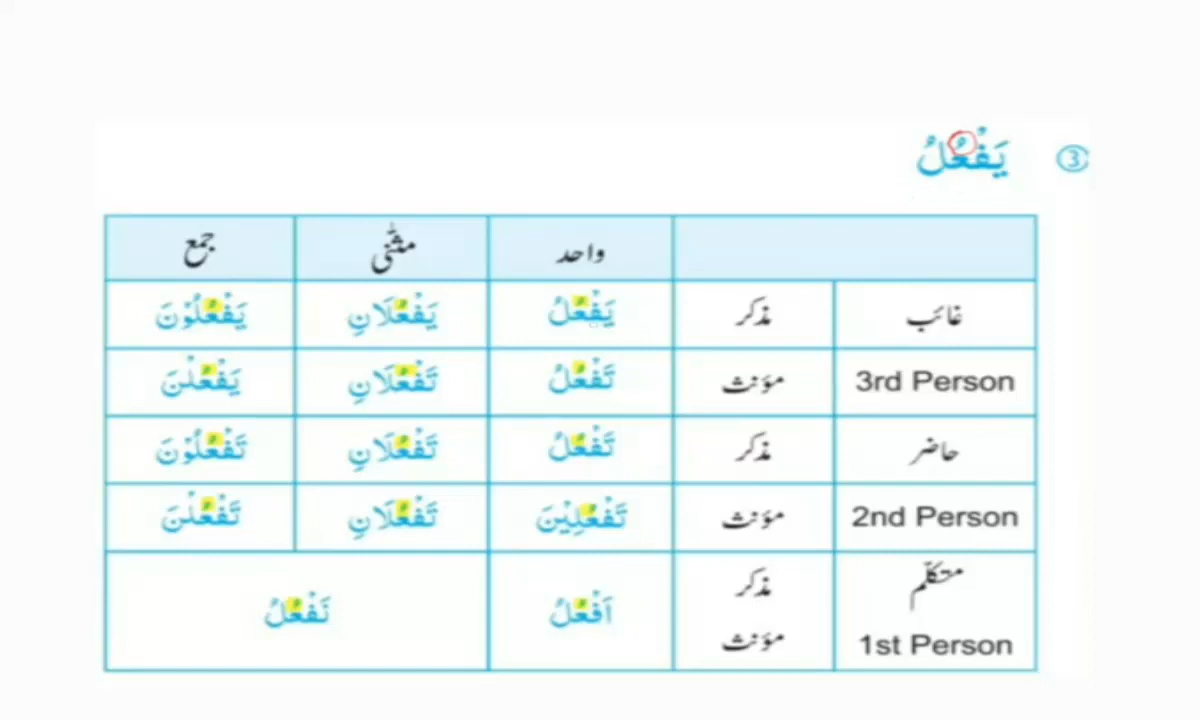 ③ يَفْعُلُ
واحد مثنٰی جمع
غائب مذکر يَفْعُلُ يَفْعُلَانِ يَفْعُلُوْنَ
3rd Person مؤنث تَفْعُلُ تَفْعُلَانِ يَفْعُلْنَ
حاضر مذکر تَفْعُلُ تَفْعُلَانِ تَفْعُلُوْنَ
2nd Person مؤنث تَفْعُلِيْنَ تَفْعُلَانِ تَفْعُلْنَ
متکلّم مذکر اَفْعُلُ نَفْعُلُ
1st Person مؤنث